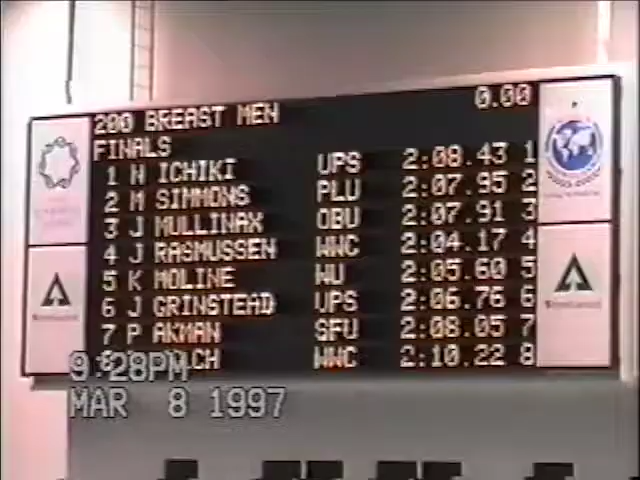 200 BREAST MEN 0.00
FINALS
1 N ICHIKI UPS 2:08.43 1
2 M SIMMONS PLU 2:07.95 2
3 J MULLINAX OBU 2:07.91 3
4 J RASMUSSEN WWC 2:04.17 4
5 K MOLINE WU 2:05.60 5
6 J GRINSTEAD UPS 2:06.76 6
7 P AKMAN SFU 2:08.05 7
8 WWC 2:10.22 8
9:28PM
MAR 8 1997